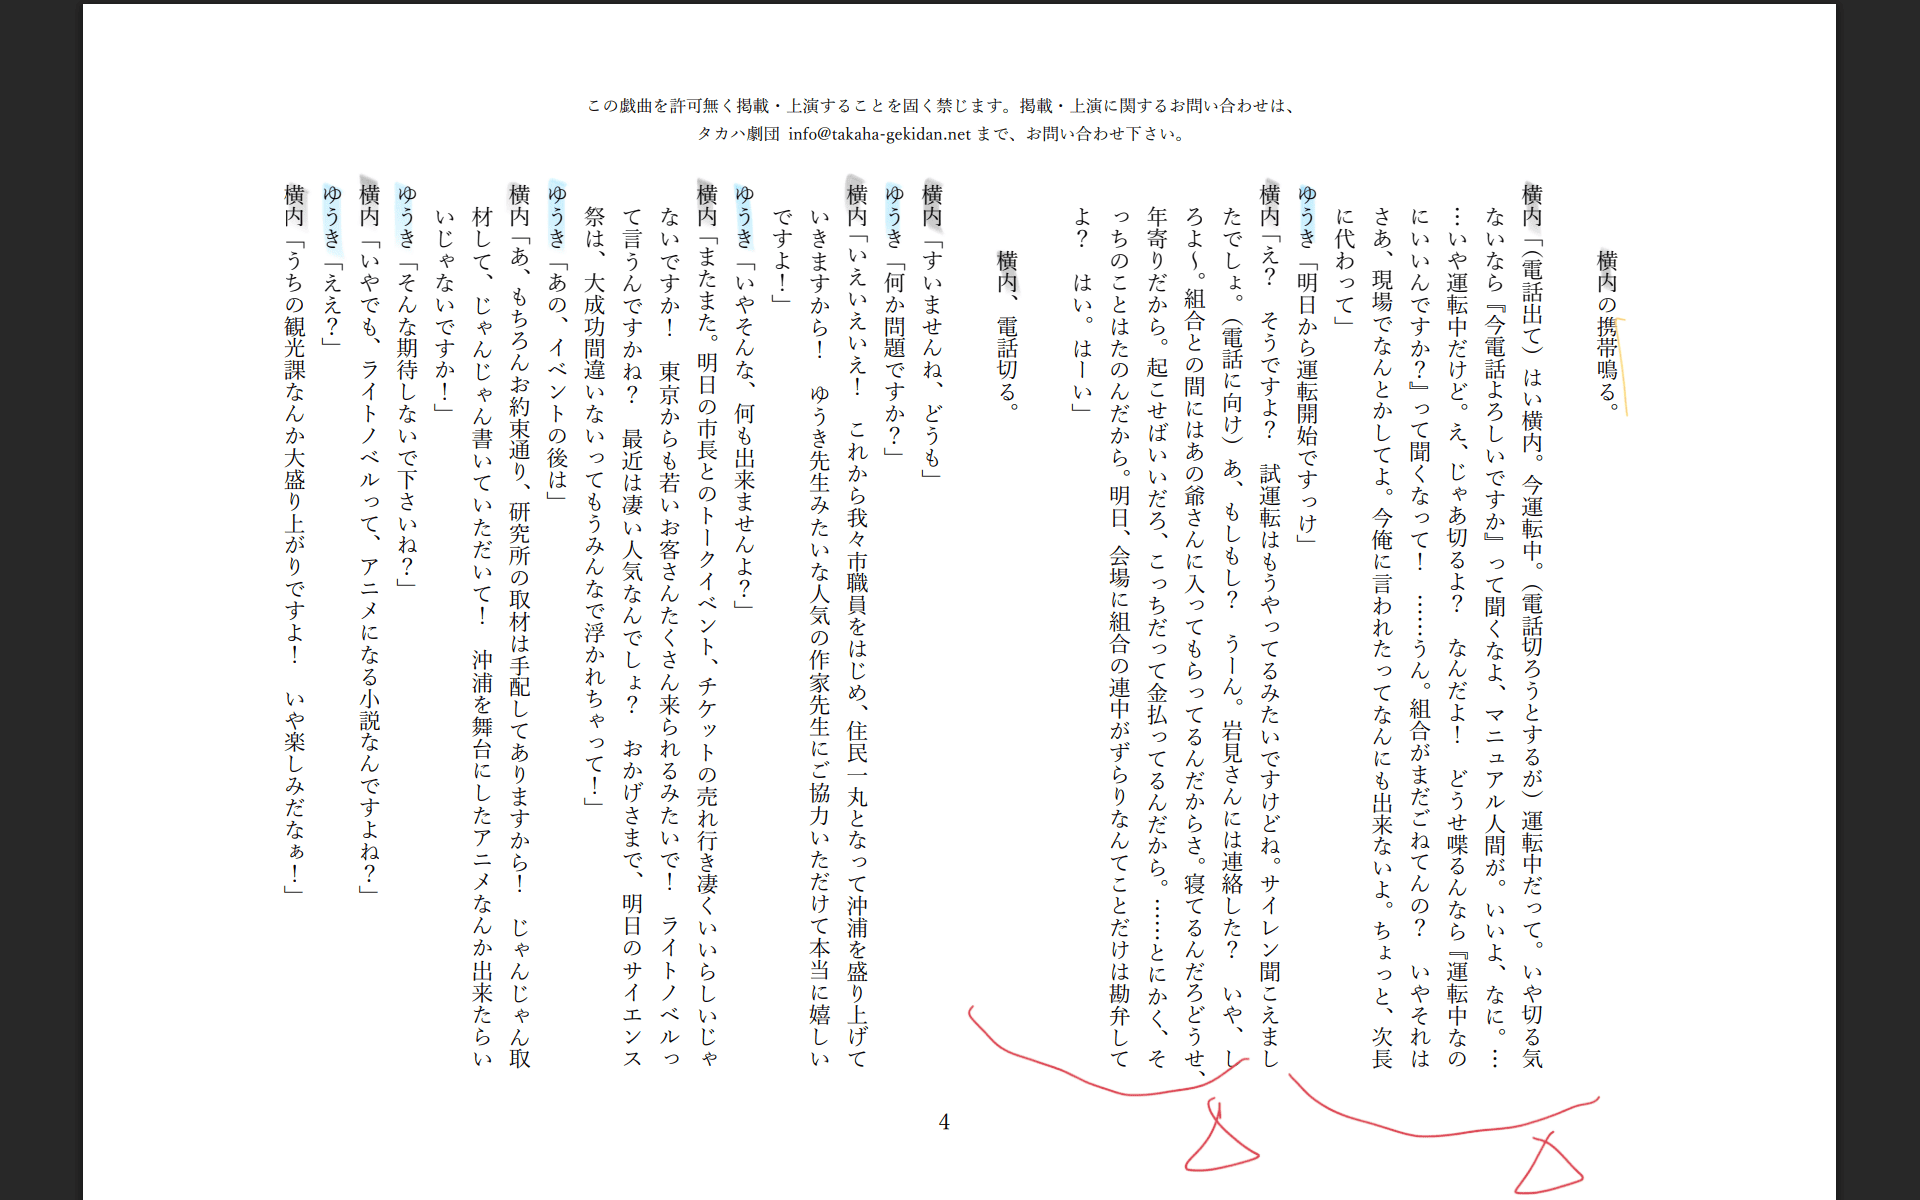 この戯曲を許可無く掲載・上演することを固く禁じます。掲載・上演に関するお問い合わせは、
タカハ劇団 info@takaha-gekidan.net まで、お問い合わせ下さい。
横内の携帯鳴る。
横内「（電話出て）はい横内。今運転中。（電話切ろうとするが）運転中だって。いや切る気
ないなら『今電話よろしいですか』って聞くなよ、マニュアル人間が。いいよ、なに。…
…いや運転中だけど。え、じゃあ切るよ？　なんだよ！　どうせ喋るんなら『運転中なの
にいいんですか？』って聞くなって！　……うん。組合がまだごねてんの？　いやそれは
さあ、現場でなんとかしてよ。今俺に言われたってなんにも出来ないよ。ちょっと、次長
に代わって」
ゆうき「明日から運転開始ですっけ」
横内「え？　そうですよ？　試運転はもうやってるみたいですけどね。サイレン聞こえまし
たでしょ。（電話に向け）あ、もしもし？　うーん。岩見さんには連絡した？　いや、し
ろよ～。組合との間にはあの爺さんに入ってもらってるんだからさ。寝てるんだろどうせ、
年寄りだから。起こせばいいだろ、こっちだって金払ってるんだから。……とにかく、そ
っちのことはたのんだから。明日、会場に組合の連中がずらりなんてことだけは勘弁して
よ？　はい。はーい」
横内、電話切る。
横内「すいませんね、どうも」
ゆうき「何か問題ですか？」
横内「いえいえいえ！　これから我々市職員をはじめ、住民一丸となって沖浦を盛り上げて
いきますから！　ゆうき先生みたいな人気の作家先生にご協力いただけて本当に嬉しい
ですよ！」
ゆうき「いやそんな、何も出来ませんよ？」
横内「またまた。明日の市長とのトークイベント、チケットの売れ行き凄くいいらしいじゃ
ないですか！　東京からも若いお客さんたくさん来られるみたいで！　ライトノベルっ
て言うんですかね？　最近は凄い人気なんでしょ？　おかげさまで、明日のサイエンス
祭は、大成功間違いないってもうみんなで浮かれちゃって！」
ゆうき「あの、イベントの後は」
横内「あ、もちろんお約束通り、研究所の取材は手配してありますから！　じゃんじゃん取
材して、じゃんじゃん書いていただいて！　沖浦を舞台にしたアニメなんか出来たらい
いじゃないですか！」
ゆうき「そんな期待しないで下さいね？」
横内「いやでも、ライトノベルって、アニメになる小説なんですよね？」
ゆうき「ええ？」
横内「うちの観光課なんか大盛り上がりですよ！　いや楽しみだなぁ！」
4